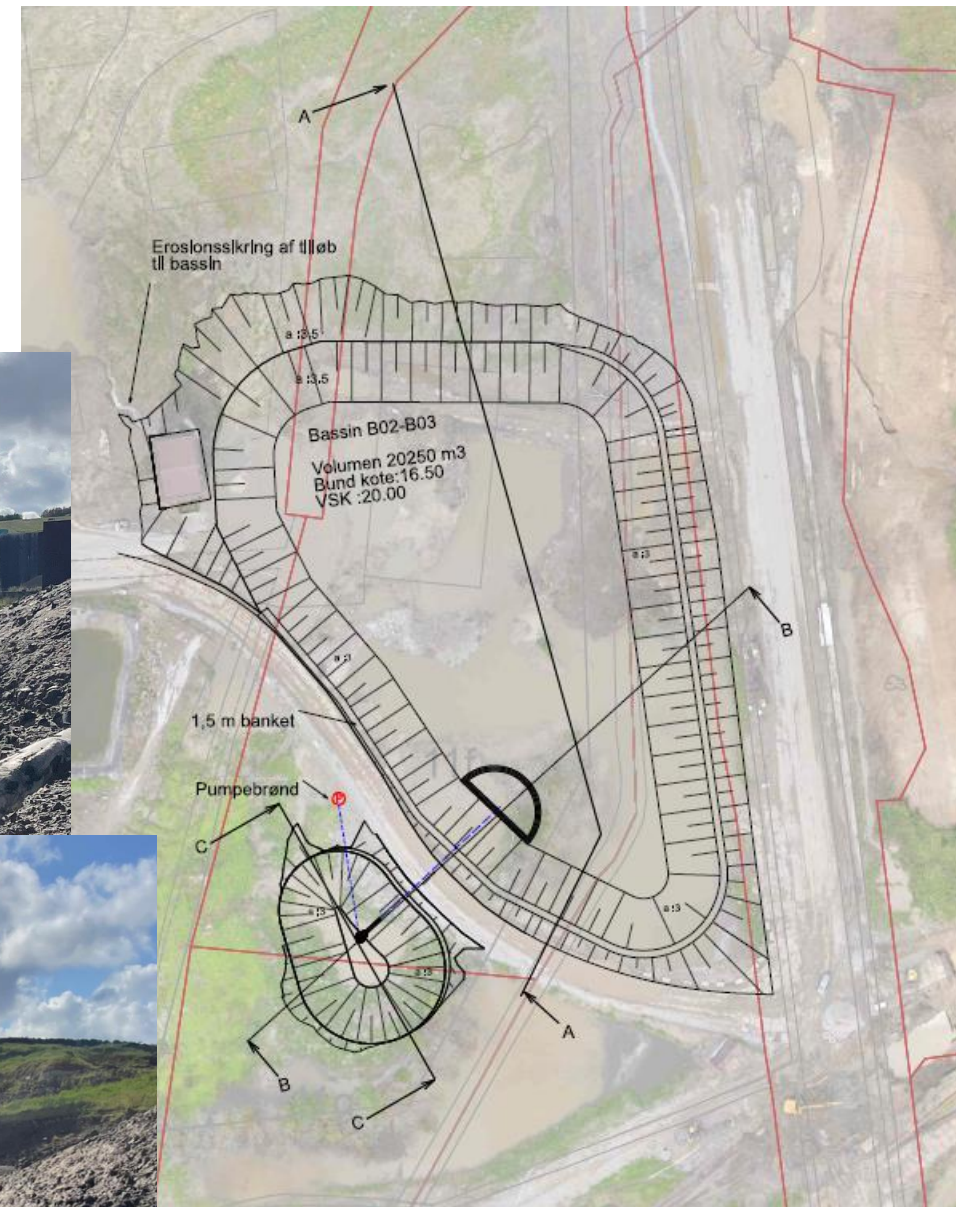 A
Erosionssikring af tilløb
til bassin
a :3.5
a :3.5
Bassin B02-B03
Volumen 20250 m3
Bund kote:16.50
VSK :20.00
a :3
B
a :3
1,5 m banket
Pumpebrønd
P
C
a :3
a :3
a :3
A
B
C